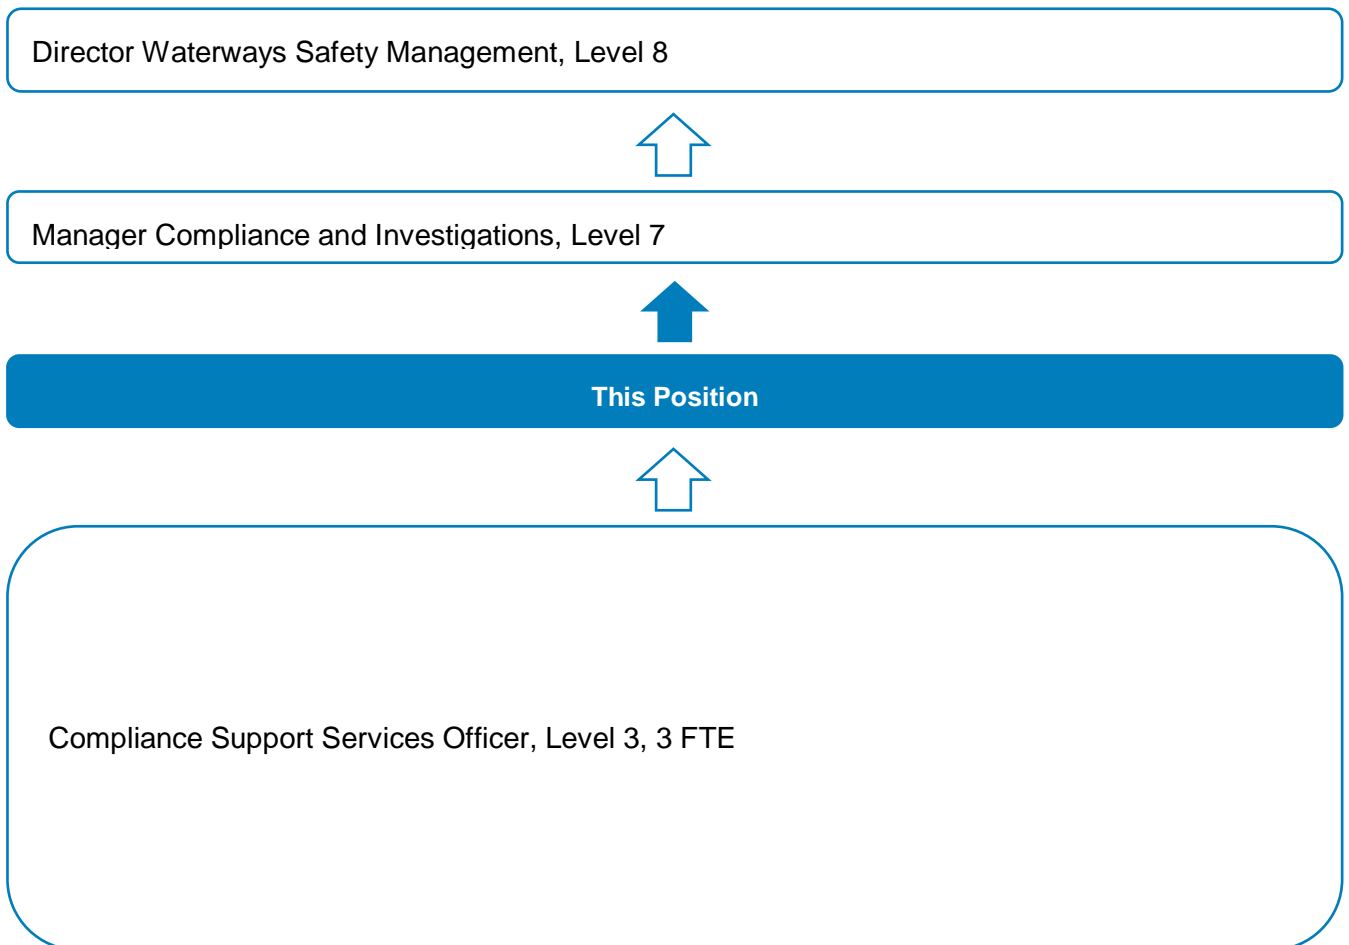 Director Waterways Safety Management, Level 8
Manager Compliance and Investigations, Level 7
This Position
Compliance Support Services Officer, Level 3, 3 FTE